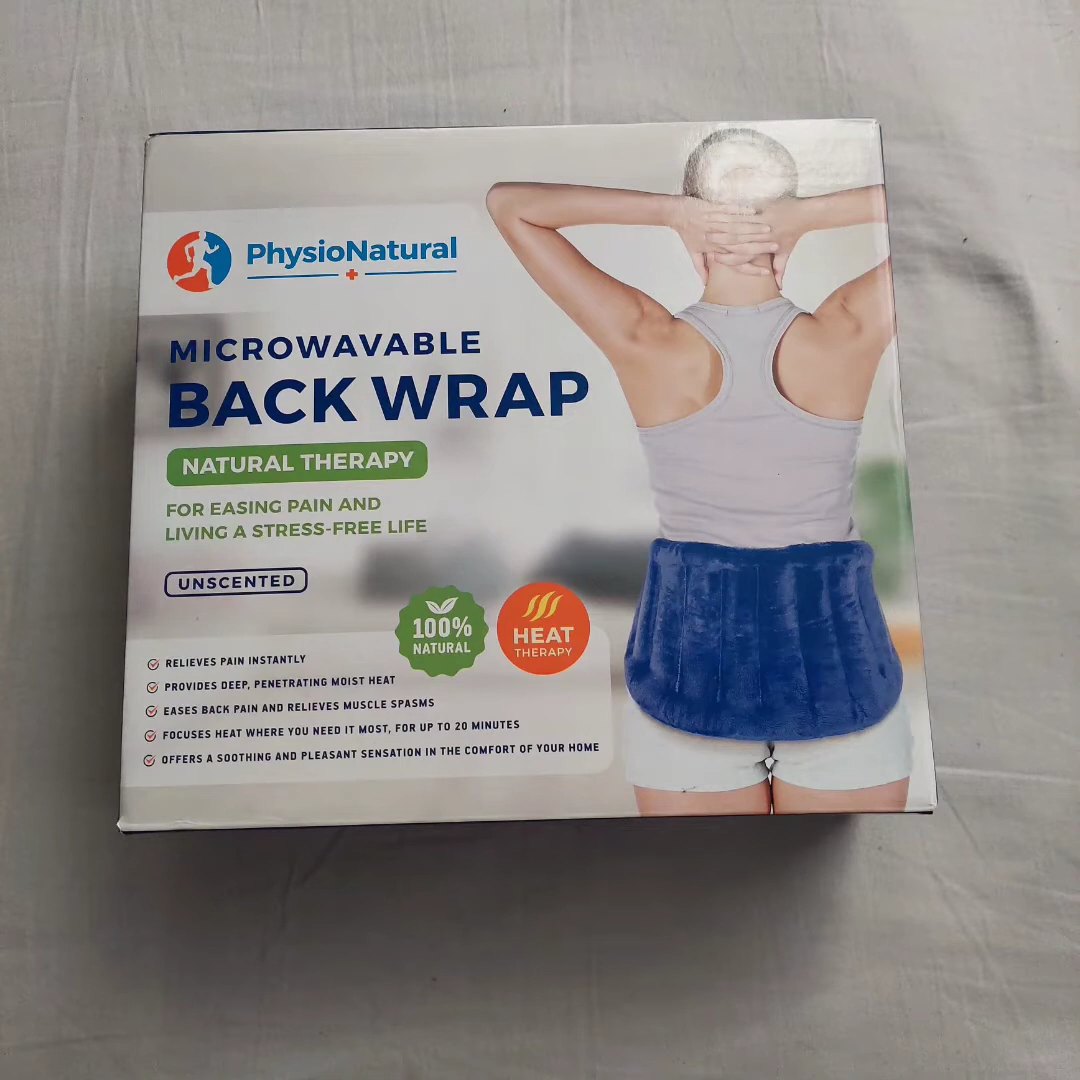 PhysioNatural
MICROWAVABLE
BACK WRAP
NATURAL THERAPY
FOR EASING PAIN AND
LIVING A STRESS-FREE LIFE
UNSCENTED
100%
NATURAL
HEAT
THERAPY
RELIEVES PAIN INSTANTLY
PROVIDES DEEP, PENETRATING MOIST HEAT
EASES BACK PAIN AND RELIEVES MUSCLE SPASMS
FOCUSES HEAT WHERE YOU NEED IT MOST, FOR UP TO 20 MINUTES
OFFERS A SOOTHING AND PLEASANT SENSATION IN THE COMFORT OF YOUR HOME